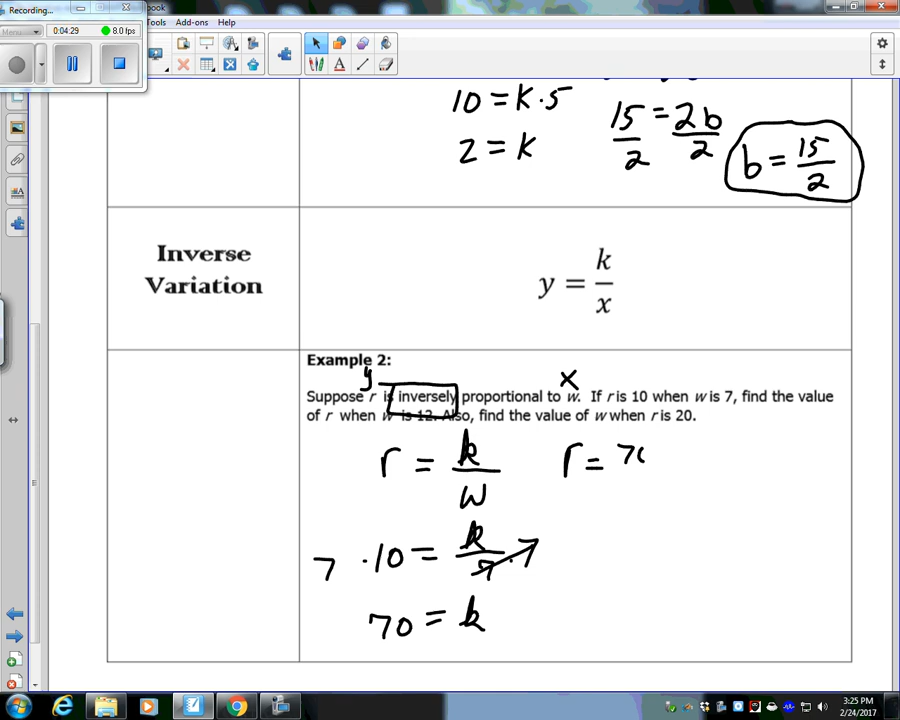 Recording...
book
Menu
0:04:29
8.0 fps
Tools Add-ons Help
10 = K·5
2 = K
15 = 2b
2 2
b = 15
2
Inverse
Variation
y = k
x
Example 2:
y x
Suppose r is inversely proportional to w. If r is 10 when w is 7, find the value
of r when w is 12. Also, find the value of w when r is 20.
r = k
w
r = 70
7 ·10 = k
7 ·7
70 = k
3:25 PM
2/24/2017